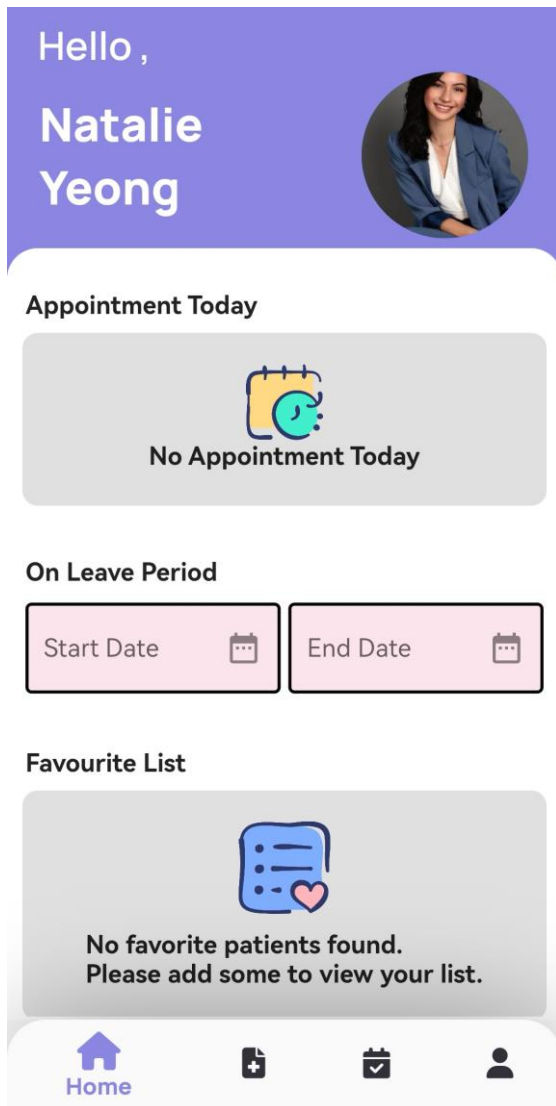 Hello ,
Natalie
Yeong
Appointment Today
No Appointment Today
On Leave Period
Start Date
End Date
Favourite List
No favorite patients found.
Please add some to view your list.
Home